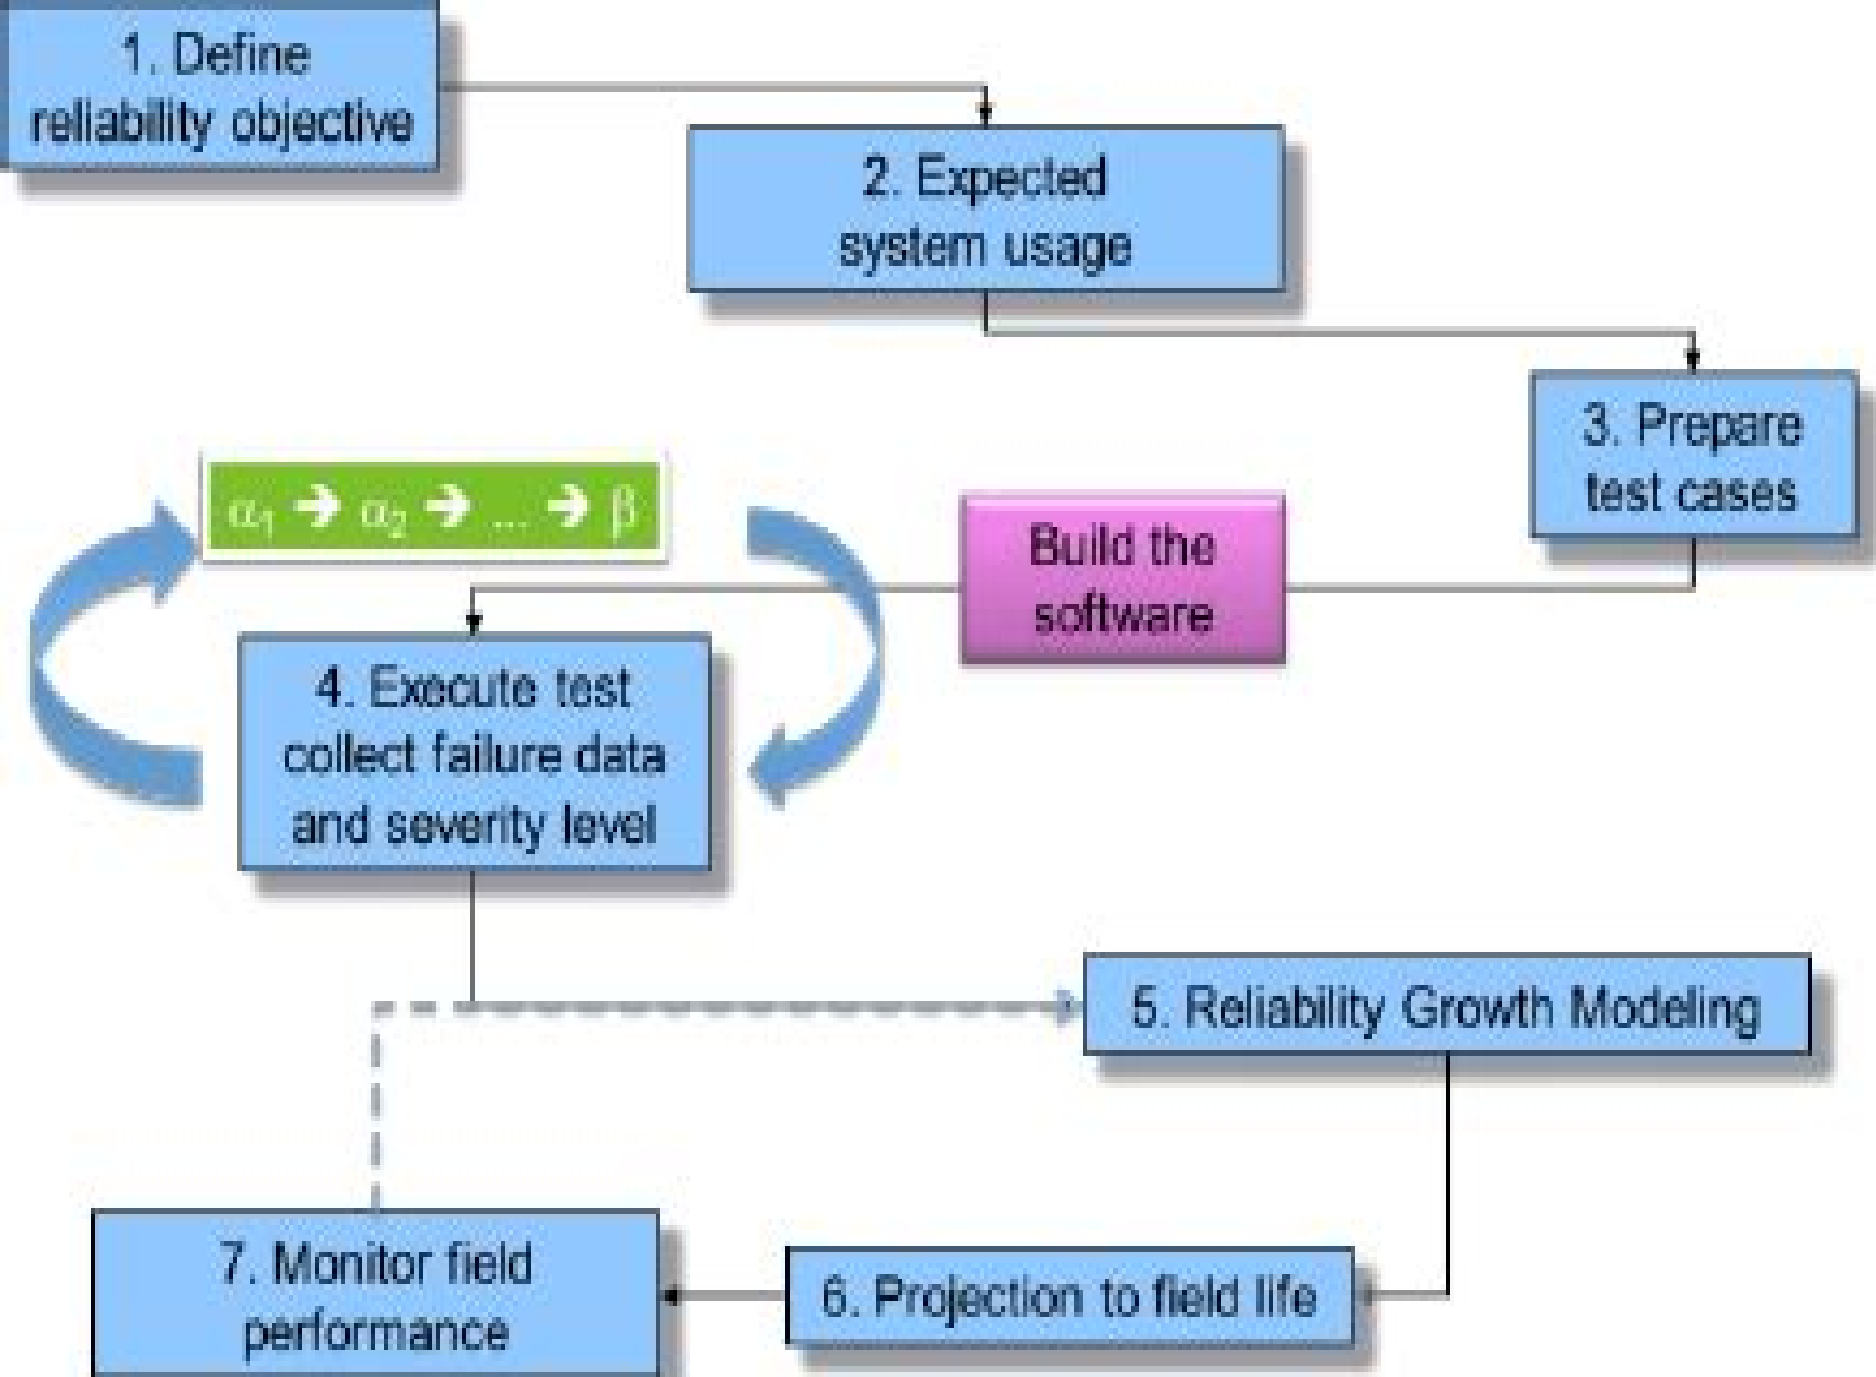 1. Define
reliability objective
2. Expected
system usage
3. Prepare
test cases
α₁ ➔ α₂ ➔ ... ➔ β
Build the
software
4. Execute test
collect failure data
and severity level
5. Reliability Growth Modeling
6. Projection to field life
7. Monitor field
performance